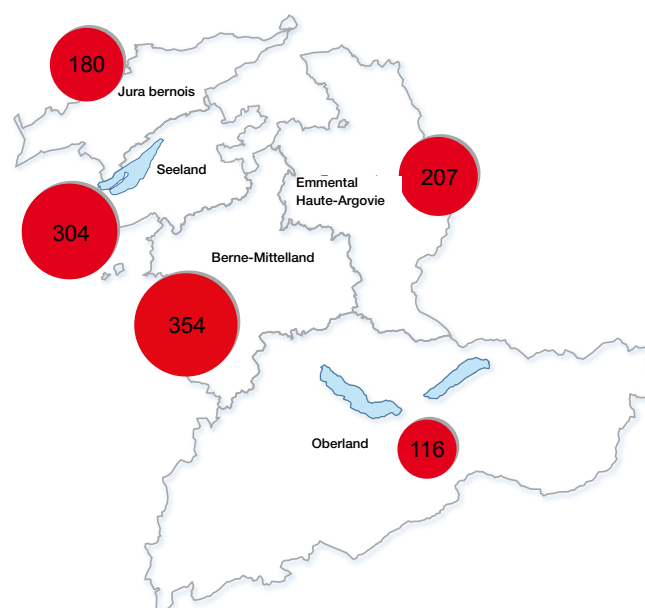 180
Jura bernois
Seeland
207
Emmental
Haute-Argovie
304
Berne-Mittelland
354
Oberland
116